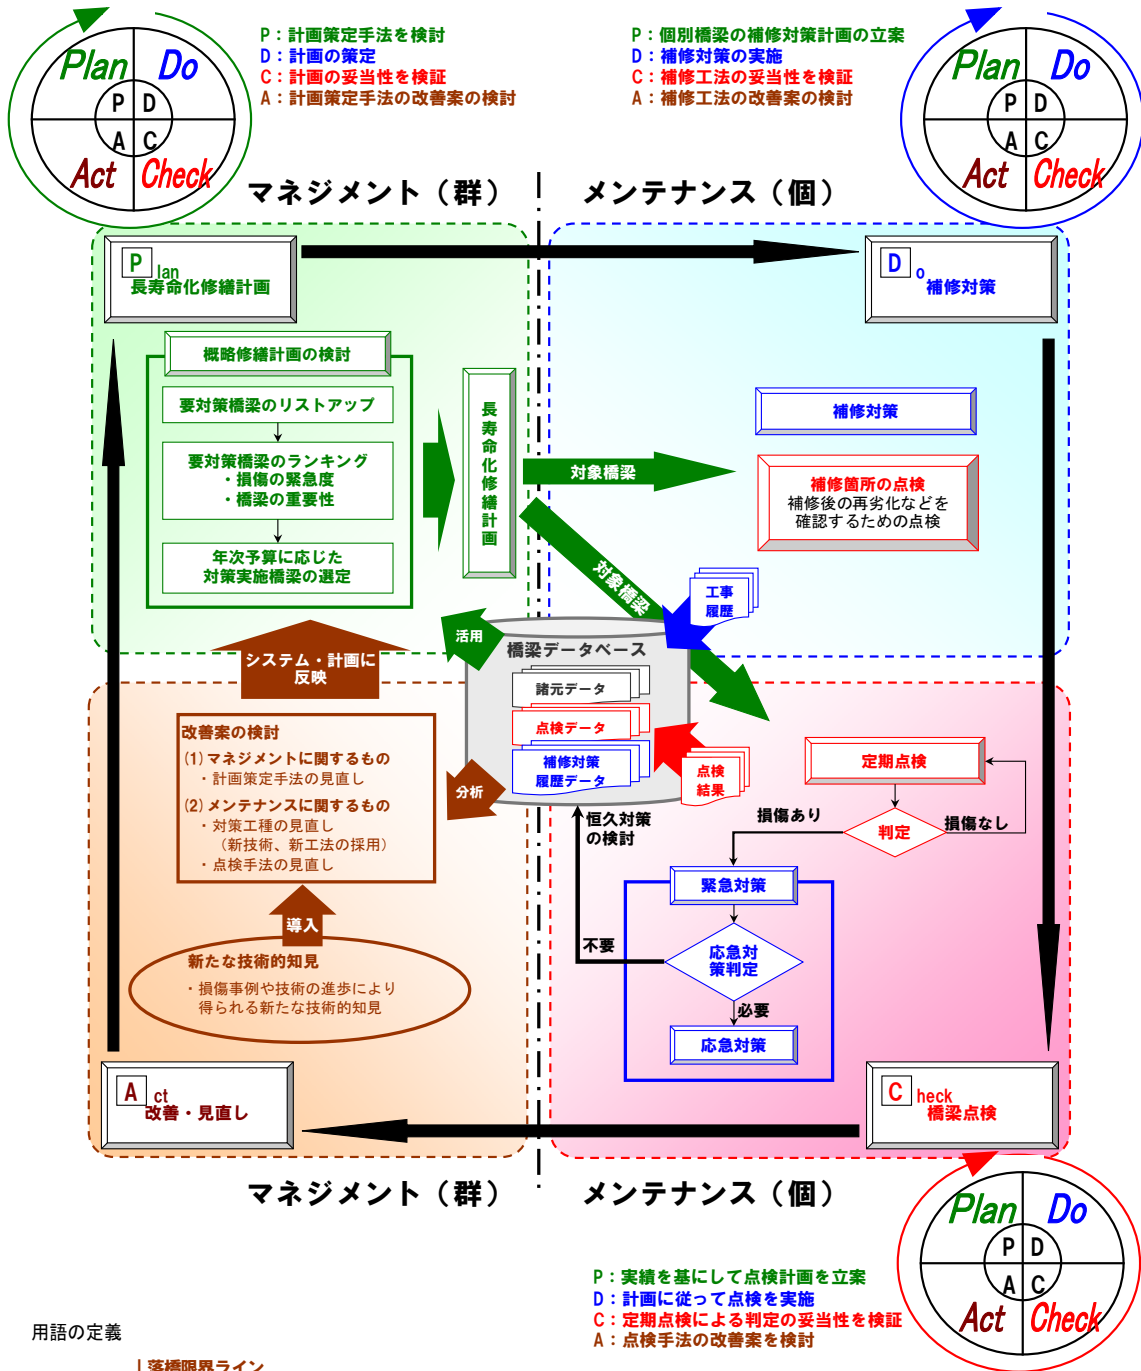 P：計画策定手法を検討
D：計画の策定
C：計画の妥当性を検証
A：計画策定手法の改善案の検討
P：個別橋梁の補修対策計画の立案
D：補修対策の実施
C：補修工法の妥当性を検証
A：補修工法の改善案の検討
Plan Do
P D
A C
Act Check
Plan Do
P D
A C
Act Check
マネジメント（群）
メンテナンス（個）
Plan
長寿命化修繕計画
Do
補修対策
概略修繕計画の検討
要対策橋梁のリストアップ
要対策橋梁のランキング
・損傷の緊急度
・橋梁の重要性
年次予算に応じた
対策実施橋梁の選定
長寿命化修繕計画
対象橋梁
対象橋梁
補修対策
補修箇所の点検
補修後の再劣化などを
確認するための点検
工事
履歴
活用
橋梁データベース
諸元データ
点検データ
補修対策
履歴データ
点検
結果
分析
システム・計画に
反映
改善案の検討
(1)マネジメントに関するもの
・計画策定手法の見直し
(2)メンテナンスに関するもの
・対策工種の見直し
（新技術、新工法の採用）
・点検手法の見直し
導入
新たな技術的知見
・損傷事例や技術の進歩により
得られる新たな技術的知見
定期点検
判定
損傷なし
損傷あり
恒久対策
の検討
緊急対策
応急対
策判定
不要
必要
応急対策
Act
改善・見直し
Check
橋梁点検
マネジメント（群）
メンテナンス（個）
Plan Do
P D
A C
Act Check
P：実績を基にして点検計画を立案
D：計画に従って点検を実施
C：定期点検による判定の妥当性を検証
A：点検手法の改善案を検討
用語の定義
落橋限界ライン